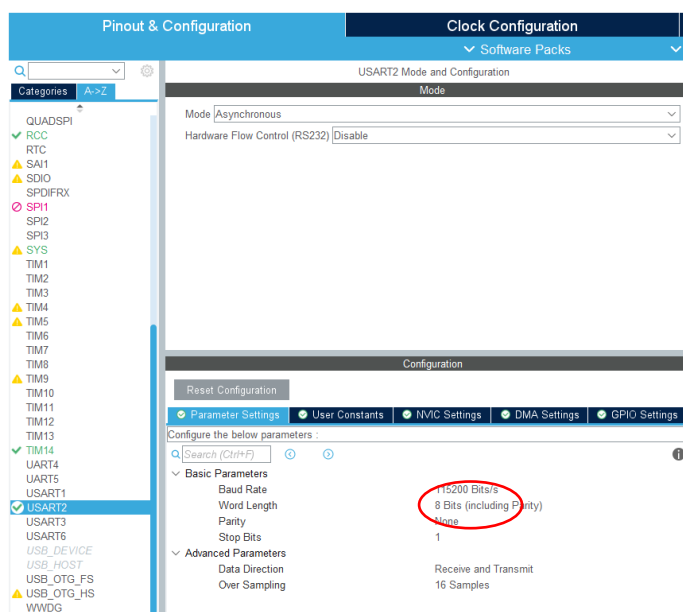 Pinout & Configuration
Clock Configuration
Software Packs
USART2 Mode and Configuration
Categories A->Z
Mode
QUADSPI
RCC
RTC
SAI1
SDIO
SPDIFRX
SPI1
SPI2
SPI3
SYS
TIM1
TIM2
TIM3
TIM4
TIM5
TIM6
TIM7
TIM8
TIM9
TIM10
TIM11
TIM12
TIM13
TIM14
UART4
UART5
USART1
USART2
USART3
USART6
USB_DEVICE
USB_HOST
USB_OTG_FS
USB_OTG_HS
WWDG
Mode Asynchronous
Hardware Flow Control (RS232) Disable
Configuration
Reset Configuration
Parameter Settings User Constants NVIC Settings DMA Settings GPIO Settings
Configure the below parameters :
Search (Ctrl+F)
Basic Parameters
Baud Rate 115200 Bits/s
Word Length 8 Bits (including Parity)
Parity None
Stop Bits 1
Advanced Parameters
Data Direction Receive and Transmit
Over Sampling 16 Samples